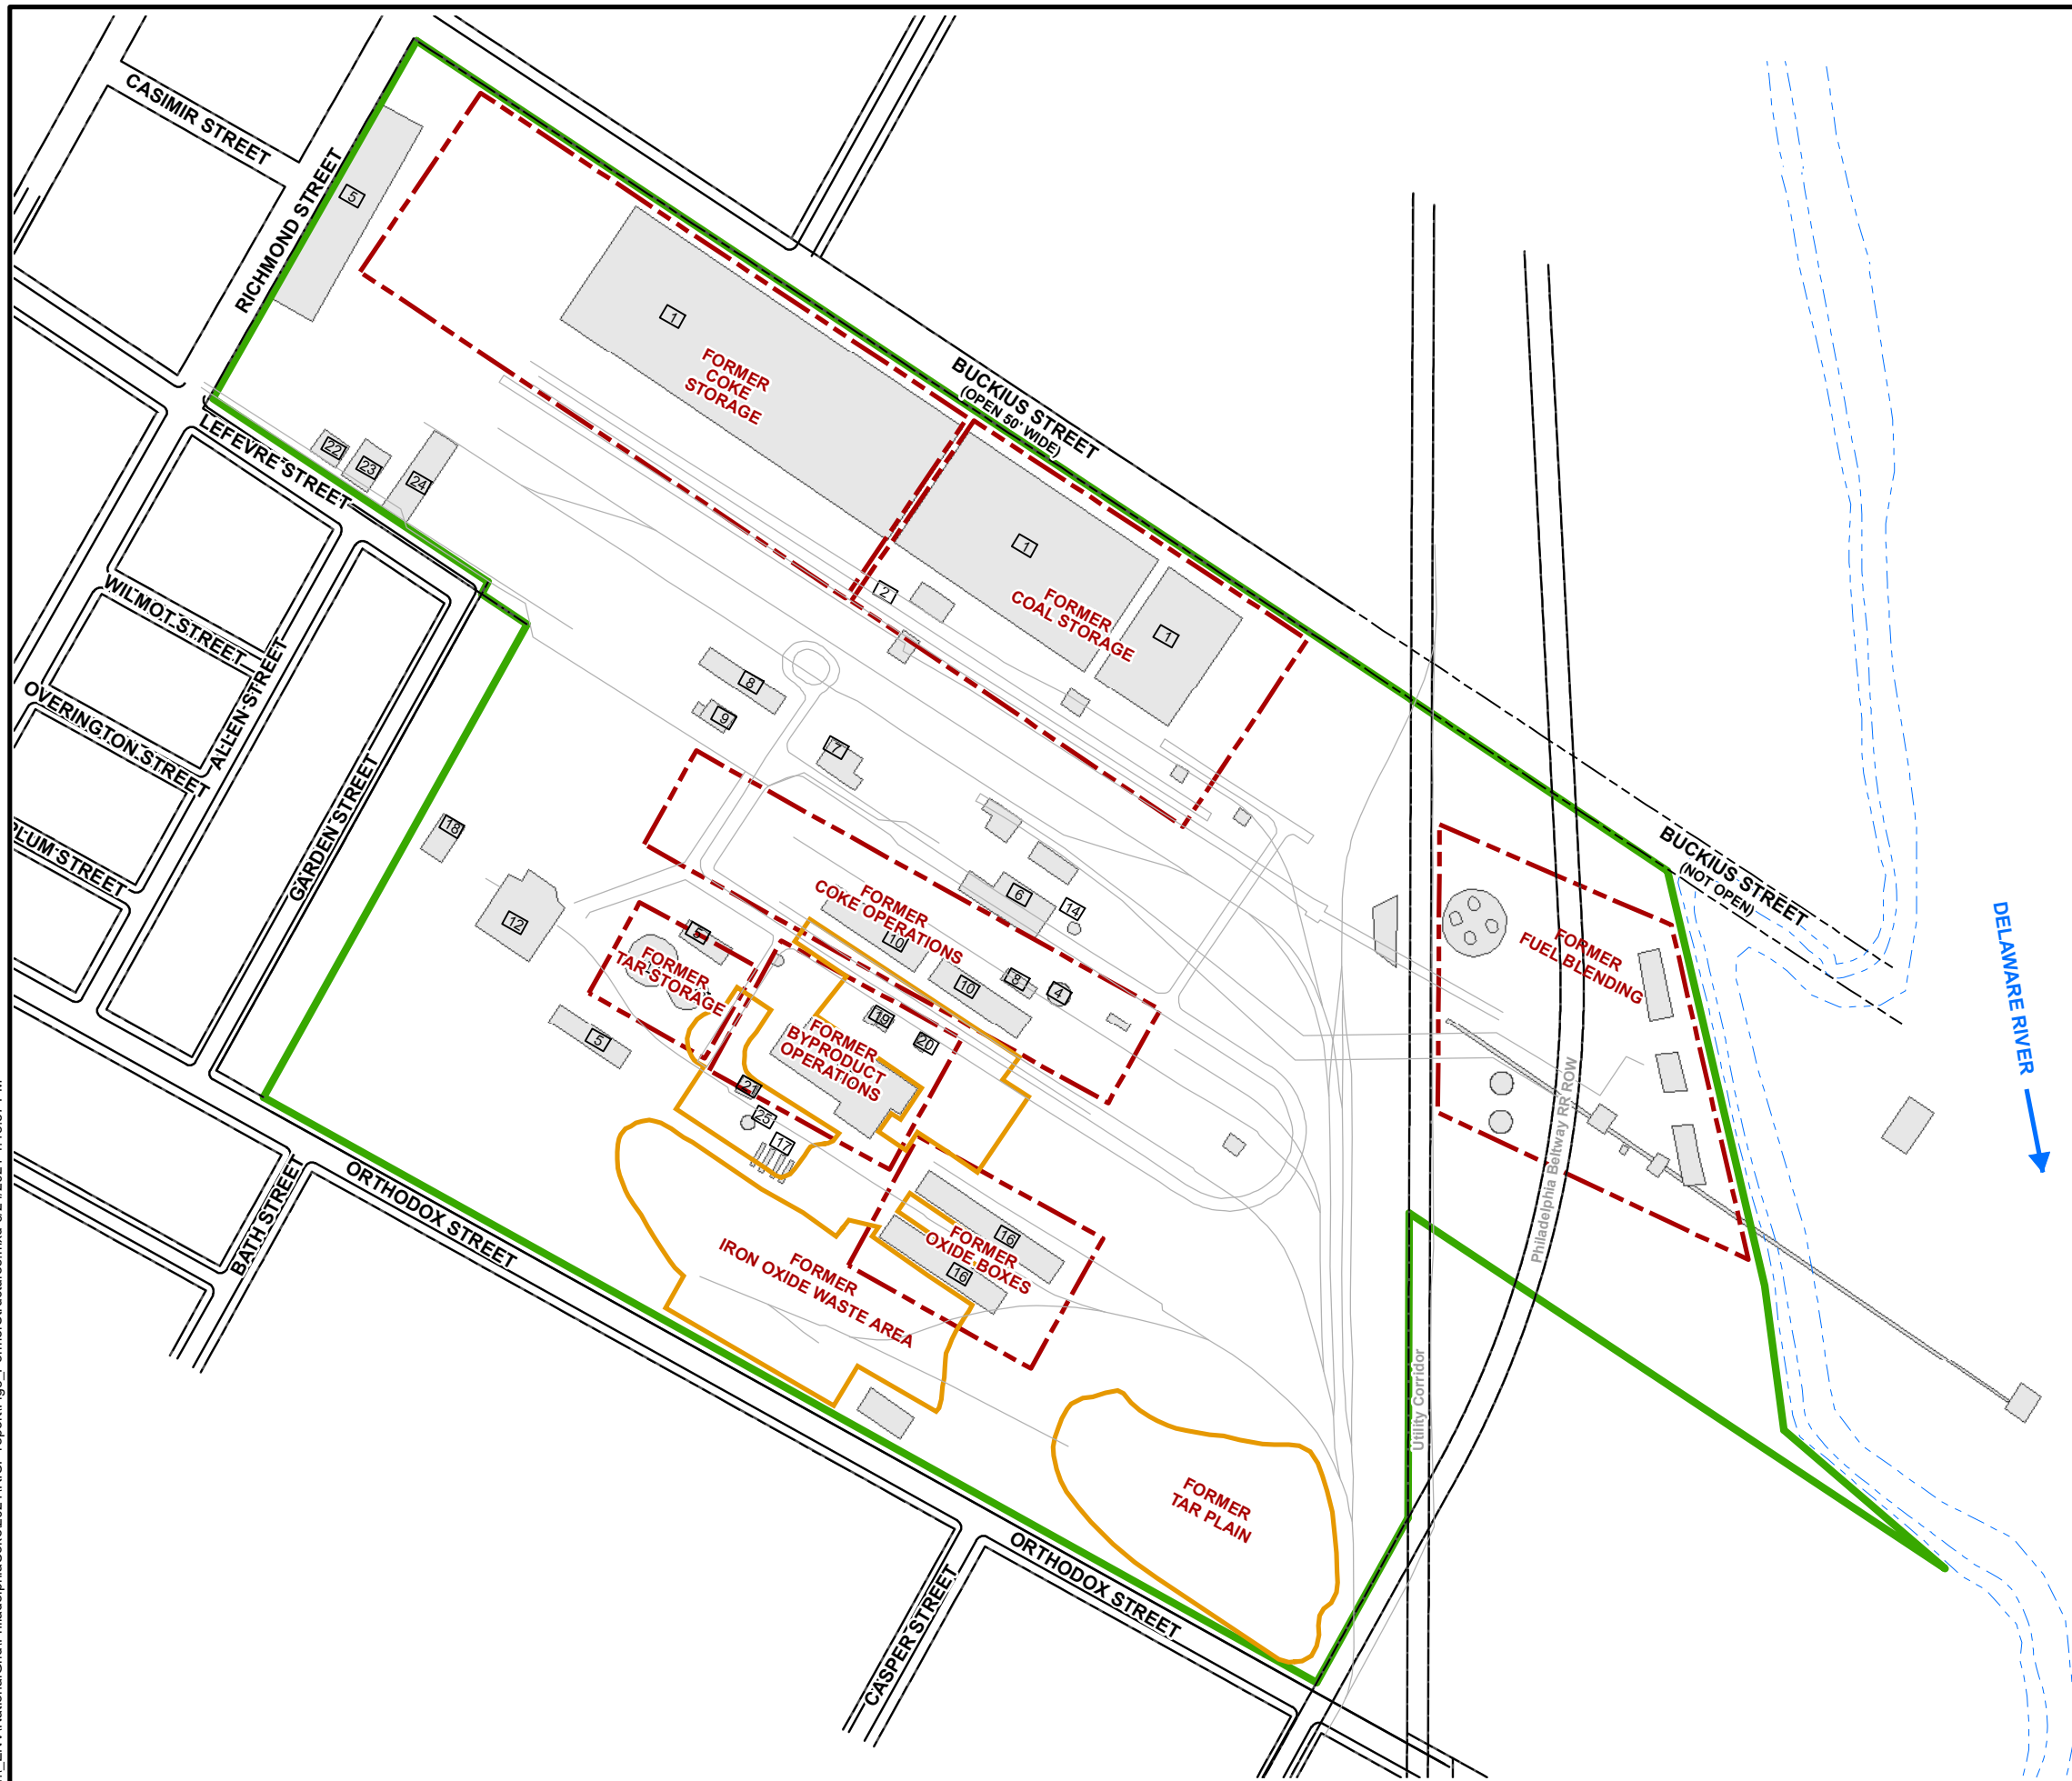 CASIMIR STREET
RICHMOND STREET
5
1
FORMER
COKE
STORAGE
BUCKIUS STREET
(OPEN 50' WIDE)
LEFEVRE STREET
22
23
24
1
2
FORMER
COAL STORAGE
1
WILMOT STREET
ALLEN STREET
OVERINGTON STREET
GARDEN STREET
PLUM STREET
8
9
7
18
12
6
14
FORMER
COKE OPERATIONS
10
10
8
4
5
FORMER
TAR STORAGE
5
19
20
FORMER
BYPRODUCT
OPERATIONS
21
25
17
BUCKIUS STREET
(NOT OPEN)
FORMER
FUEL BLENDING
DELAWARE RIVER
Philadelphia Beltway RR ROW
Utility Corridor
BATH STREET
ORTHODOX STREET
16
FORMER
OXIDE BOXES
16
FORMER
IRON OXIDE WASTE AREA
FORMER
TAR PLAIN
ORTHODOX STREET
CASPER STREET